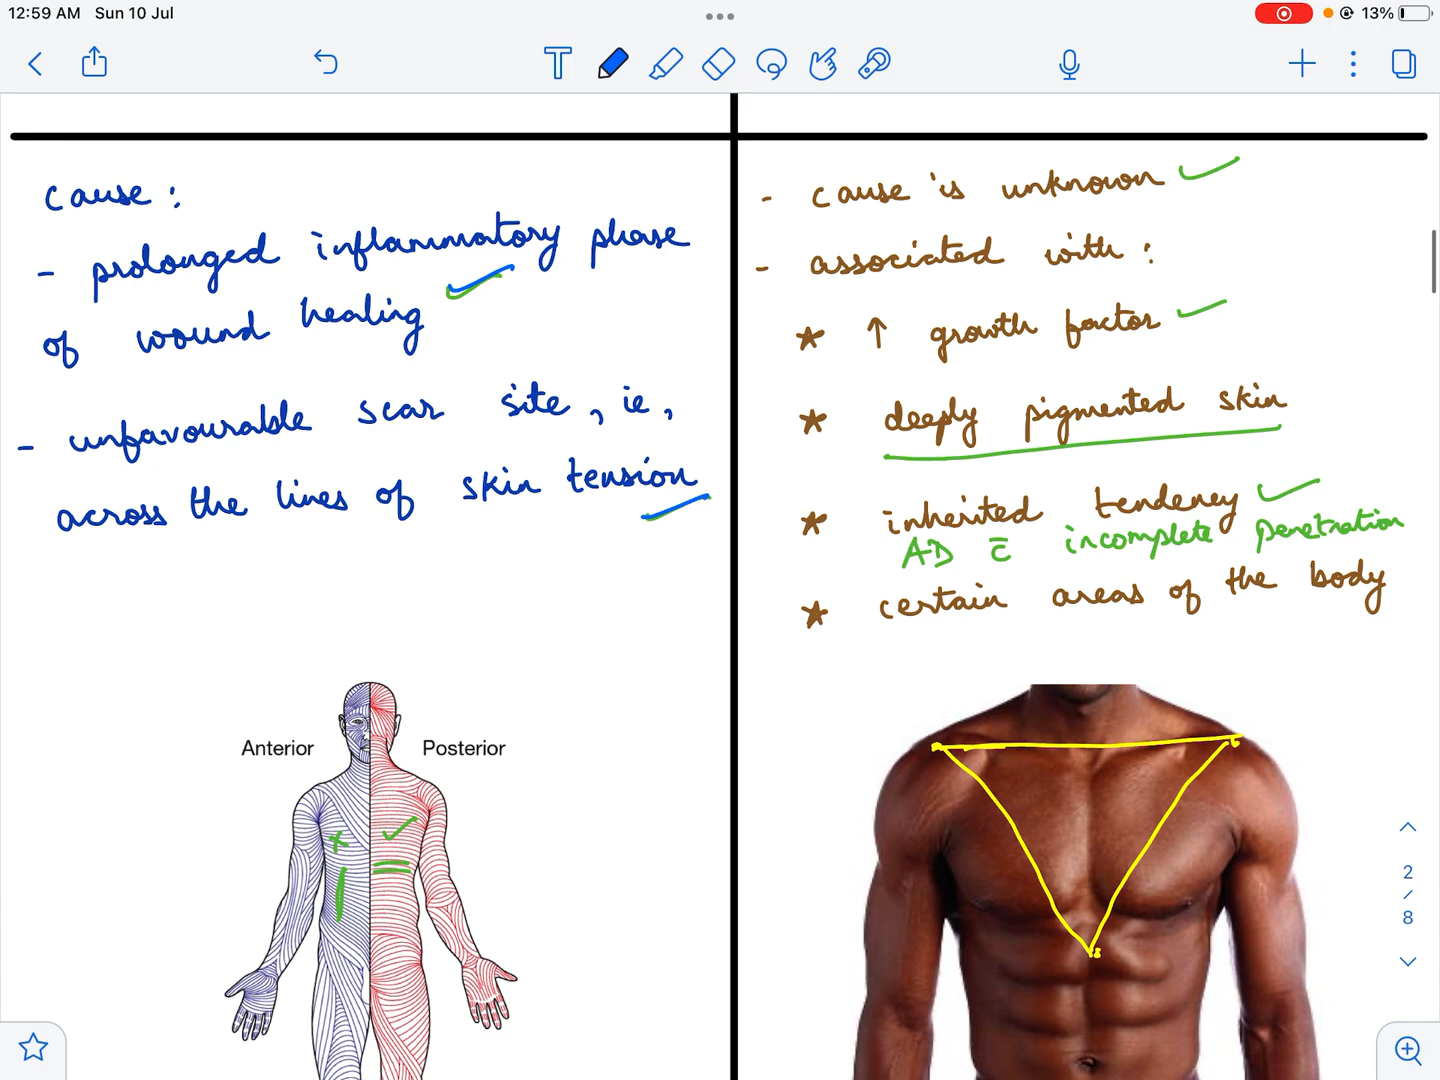 12:59 AM Sun 10 Jul
13%
cause :
- prolonged inflammatory phase
of wound healing
- unfavourable scar site, ie,
across the lines of skin tension
Anterior
Posterior
- cause is unknown
- associated with :
* ↑ growth factor
* deeply pigmented skin
* inherited tendency
AD c̄ incomplete penetration
* certain areas of the body
2
/
8